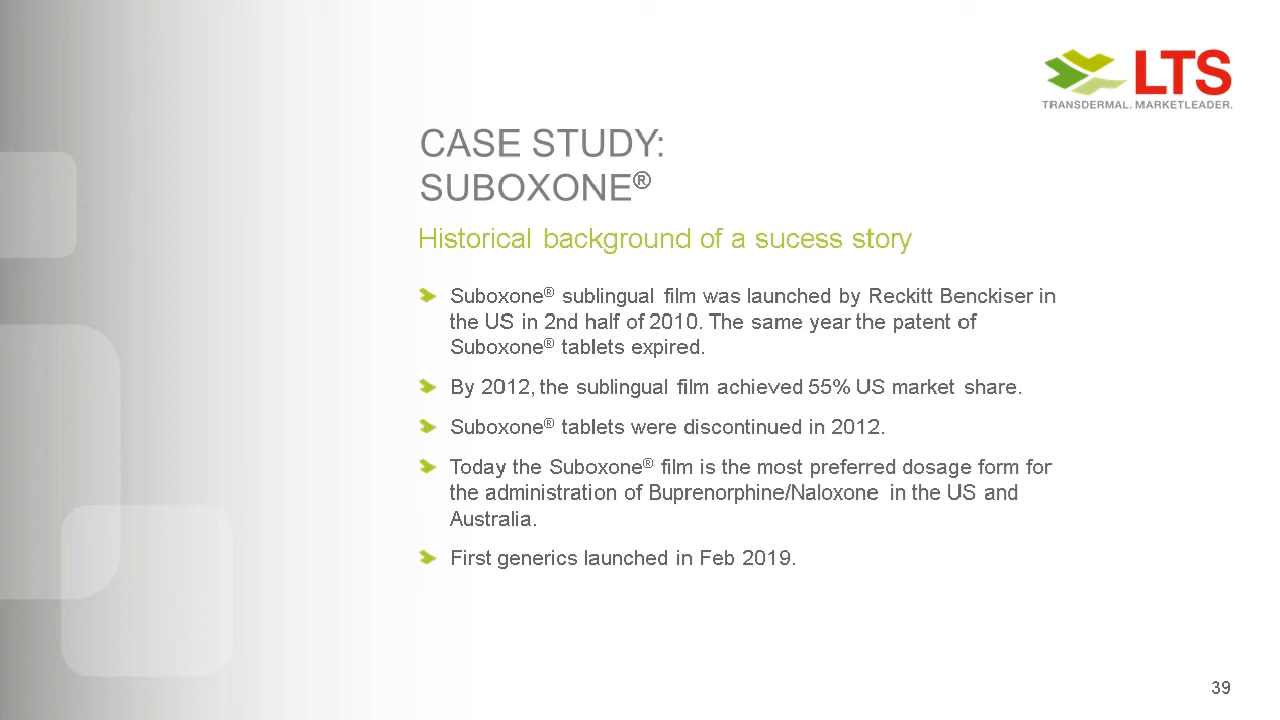 LTS
TRANSDERMAL. MARKETLEADER.
CASE STUDY:
SUBOXONE®
Historical background of a sucess story
Suboxone® sublingual film was launched by Reckitt Benckiser in
the US in 2nd half of 2010. The same year the patent of
Suboxone® tablets expired.
By 2012, the sublingual film achieved 55% US market share.
Suboxone® tablets were discontinued in 2012.
Today the Suboxone® film is the most preferred dosage form for
the administration of Buprenorphine/Naloxone in the US and
Australia.
First generics launched in Feb 2019.
39